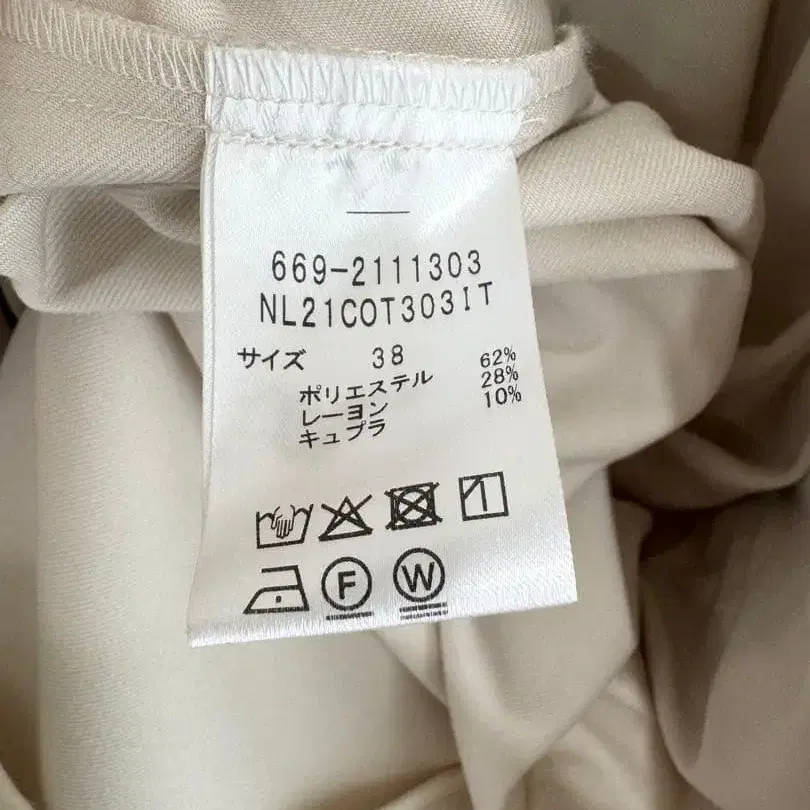 669-2111303
NL21COT303IT
サイズ 38
ポリエステル 62%
レーヨン 28%
キュプラ 10%
F W